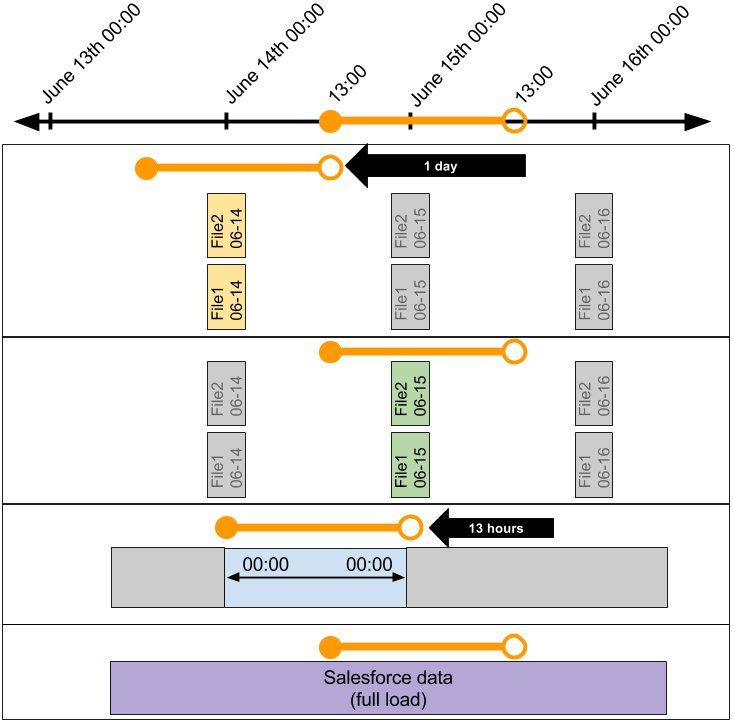 June 13th 00:00
June 14th 00:00
13:00
June 15th 00:00
13:00
June 16th 00:00
1 day
File2
06-14
File2
06-15
File2
06-16
File1
06-14
File1
06-15
File1
06-16
File2
06-14
File2
06-15
File2
06-16
File1
06-14
File1
06-15
File1
06-16
13 hours
00:00 00:00
Salesforce data
(full load)